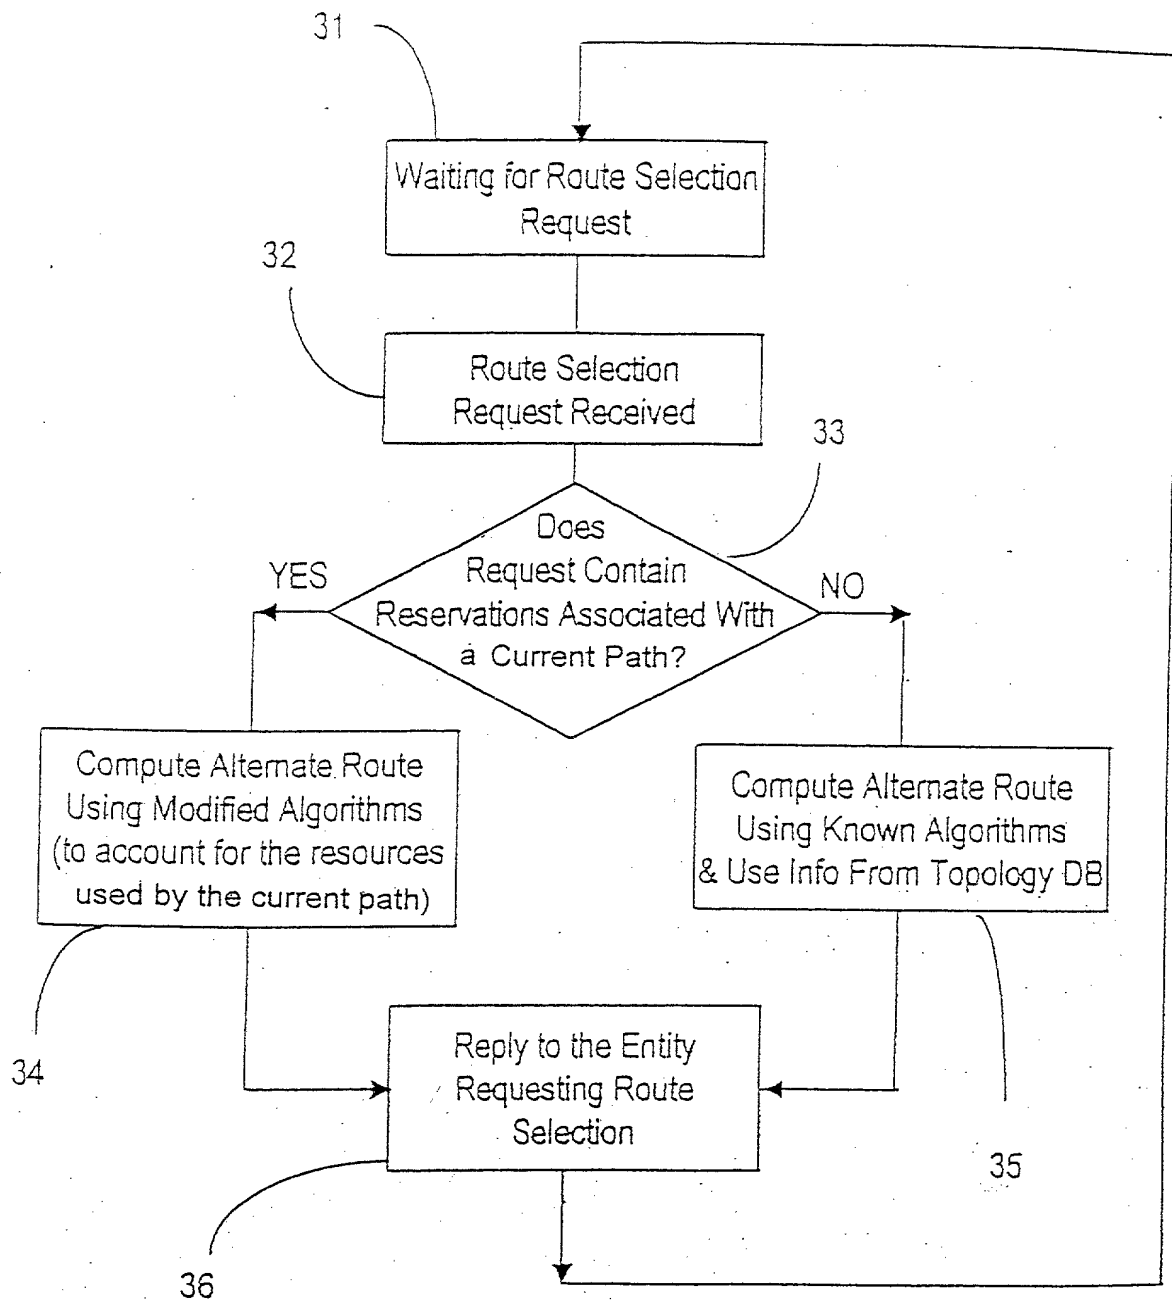 31
Waiting for Route Selection
Request
32
Route Selection
Request Received
33
Does
Request Contain
Reservations Associated With
a Current Path?
YES
NO
Compute Alternate Route
Using Modified Algorithms
(to account for the resources
used by the current path)
Compute Alternate Route
Using Known Algorithms
& Use Info From Topology DB
34
Reply to the Entity
Requesting Route
Selection
35
36